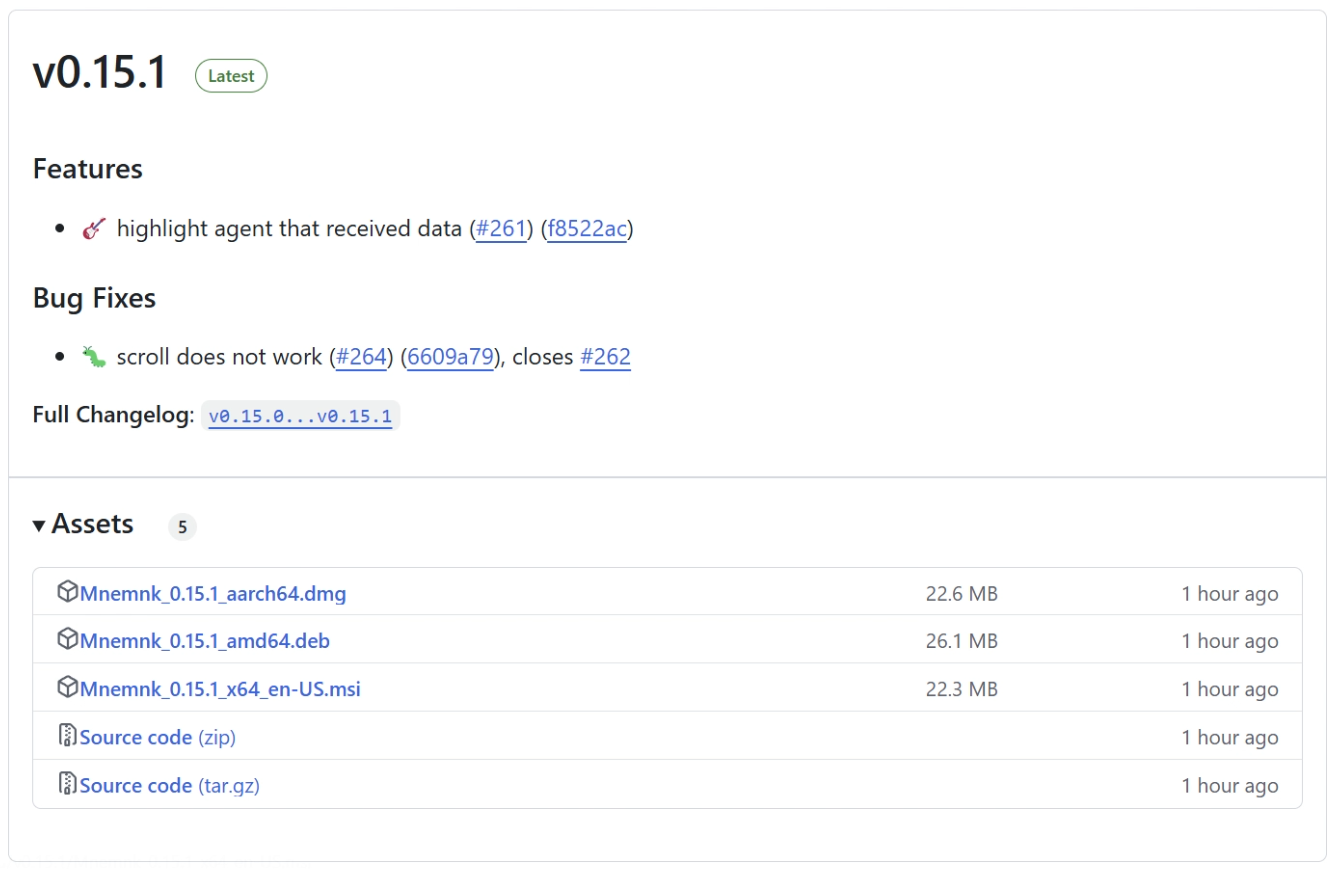 v0.15.1 Latest
Features
• 🎸 highlight agent that received data (#261) (f8522ac)
Bug Fixes
• 🐛 scroll does not work (#264) (6609a79), closes #262
Full Changelog: v0.15.0...v0.15.1
Assets 5
Mnemnk_0.15.1_aarch64.dmg 22.6 MB 1 hour ago
Mnemnk_0.15.1_amd64.deb 26.1 MB 1 hour ago
Mnemnk_0.15.1_x64_en-US.msi 22.3 MB 1 hour ago
Source code (zip) 1 hour ago
Source code (tar.gz) 1 hour ago